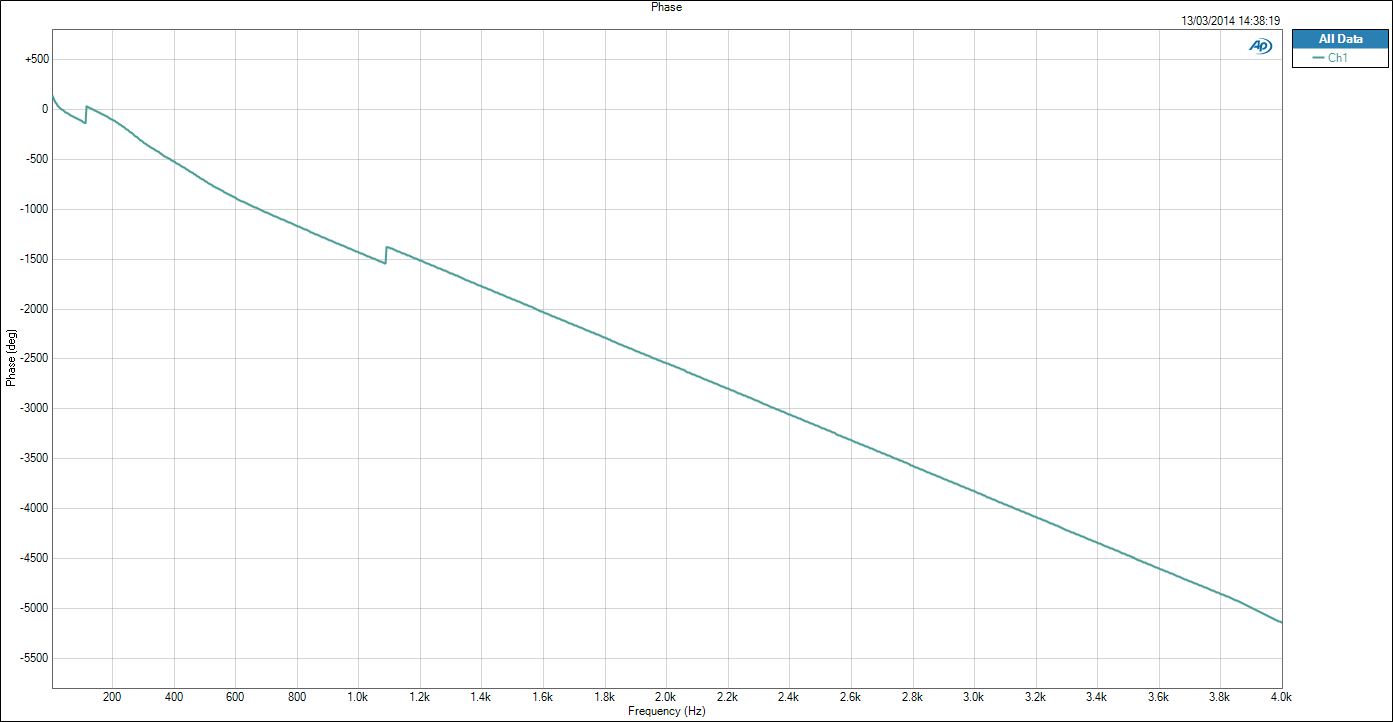 Phase
13/03/2014 14:38:19
AP
All Data
Ch1
+500
0
-500
-1000
-1500
-2000
-2500
-3000
-3500
-4000
-4500
-5000
-5500
Phase (deg)
200 400 600 800 1.0k 1.2k 1.4k 1.6k 1.8k 2.0k 2.2k 2.4k 2.6k 2.8k 3.0k 3.2k 3.4k 3.6k 3.8k 4.0k
Frequency (Hz)